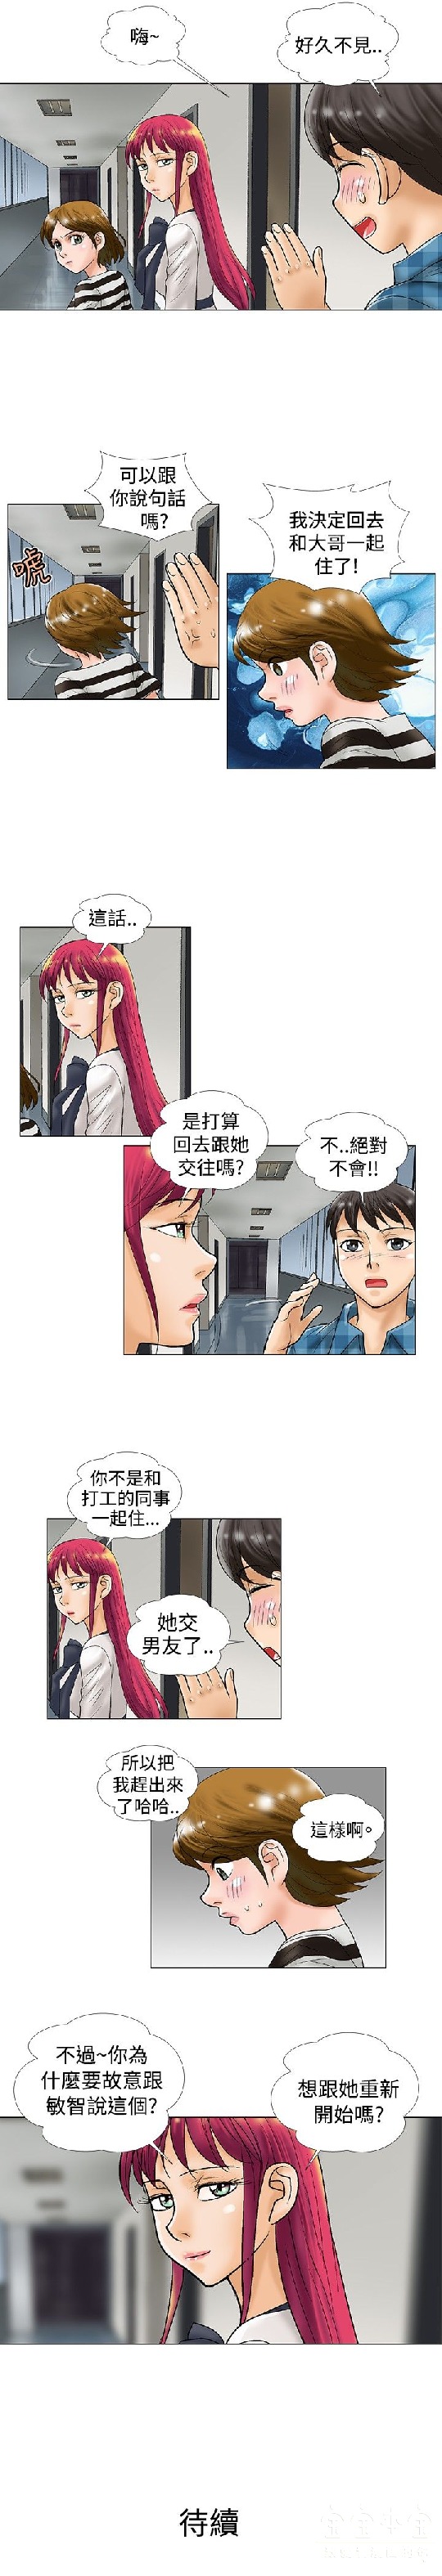 嗨~
好久不見..
可以跟
你說句話
嗎?
唬
我決定回去
和大哥一起
住了!
這話..
是打算
回去跟她
交往嗎?
不..絕對
不會!!
你不是和
打工的同事
一起住...
她交
男友了..
所以把
我趕出來
了哈哈..
這樣啊。
不過~你為
什麼要故意跟
敏智說這個?
想跟她重新
開始嗎?
待續